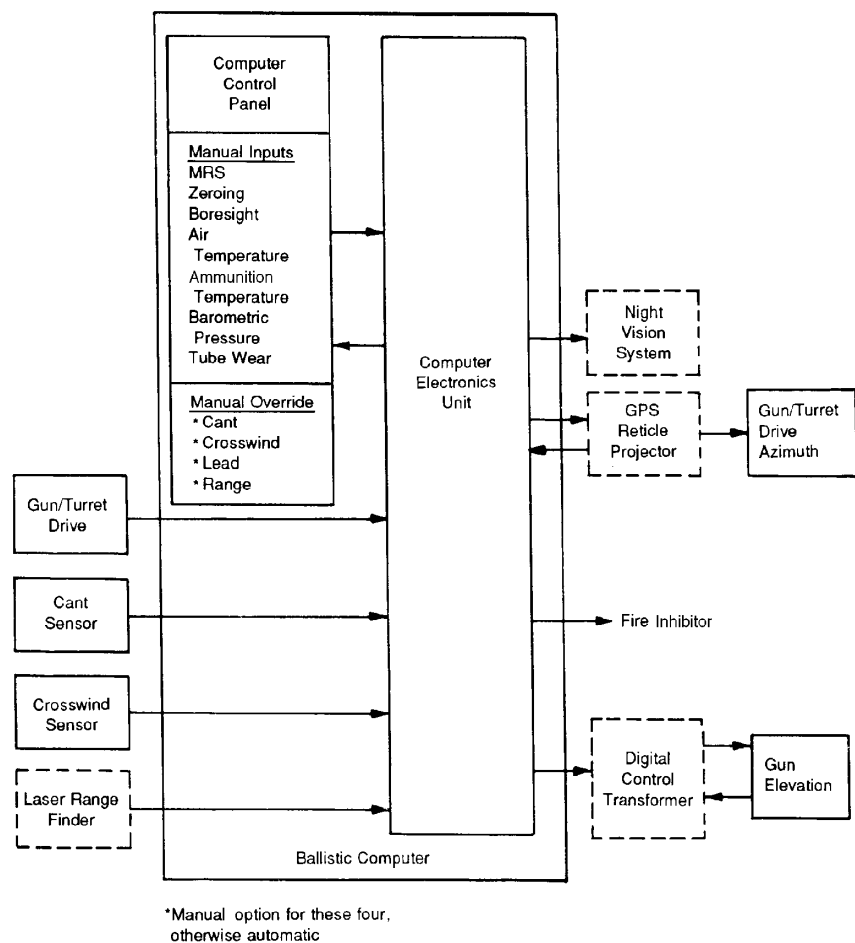 Computer
Control
Panel
Manual Inputs
MRS
Zeroing
Boresight
Air
Temperature
Ammunition
Temperature
Barometric
Pressure
Tube Wear
Manual Override
* Cant
* Crosswind
* Lead
* Range
Gun/Turret
Drive
Cant
Sensor
Crosswind
Sensor
Laser Range
Finder
Computer
Electronics
Unit
Night
Vision
System
GPS
Reticle
Projector
Gun/Turret
Drive
Azimuth
Fire Inhibitor
Digital
Control
Transformer
Gun
Elevation
Ballistic Computer
*Manual option for these four,
otherwise automatic